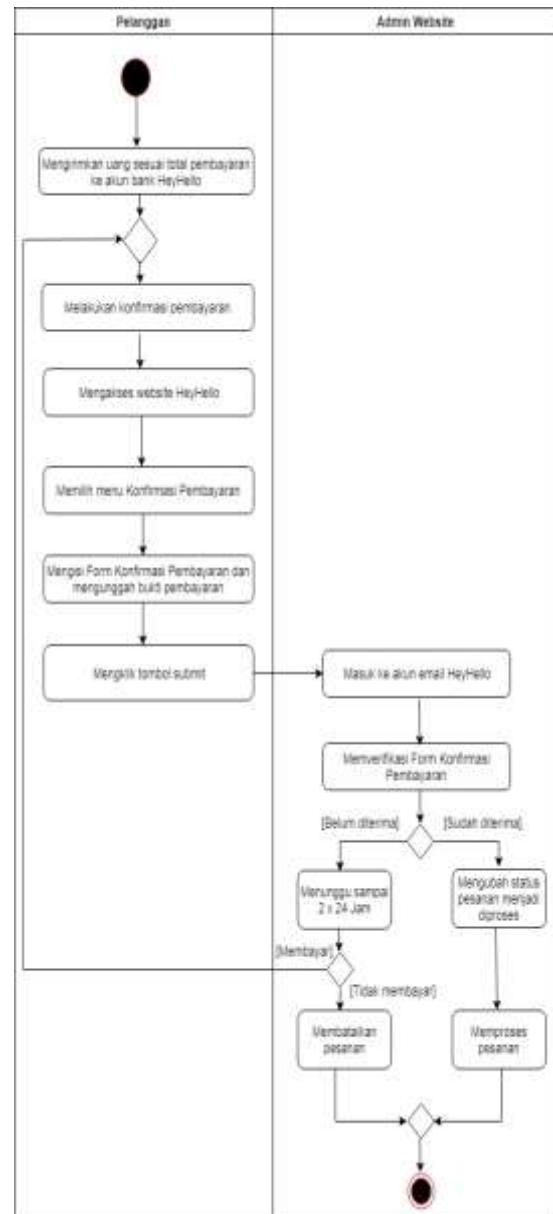 Pelanggan
Admin Website
Mengirimkan uang sesuai total pembayaran
ke akun bank HeyHello
Melakukan konfirmasi pembayaran
Mengakses website HeyHello
Memilih menu Konfirmasi Pembayaran
Mengisi Form Konfirmasi Pembayaran dan
mengunggah bukti pembayaran
Mengklik tombol submit
Masuk ke akun email HeyHello
Memverifikasi Form Konfirmasi
Pembayaran
[Belum diterima]
[Sudah diterima]
Menunggu sampai
2 x 24 Jam
Mengubah status
pesanan menjadi
diproses
[Membayar]
[Tidak membayar]
Membatalkan
pesanan
Memproses
pesanan